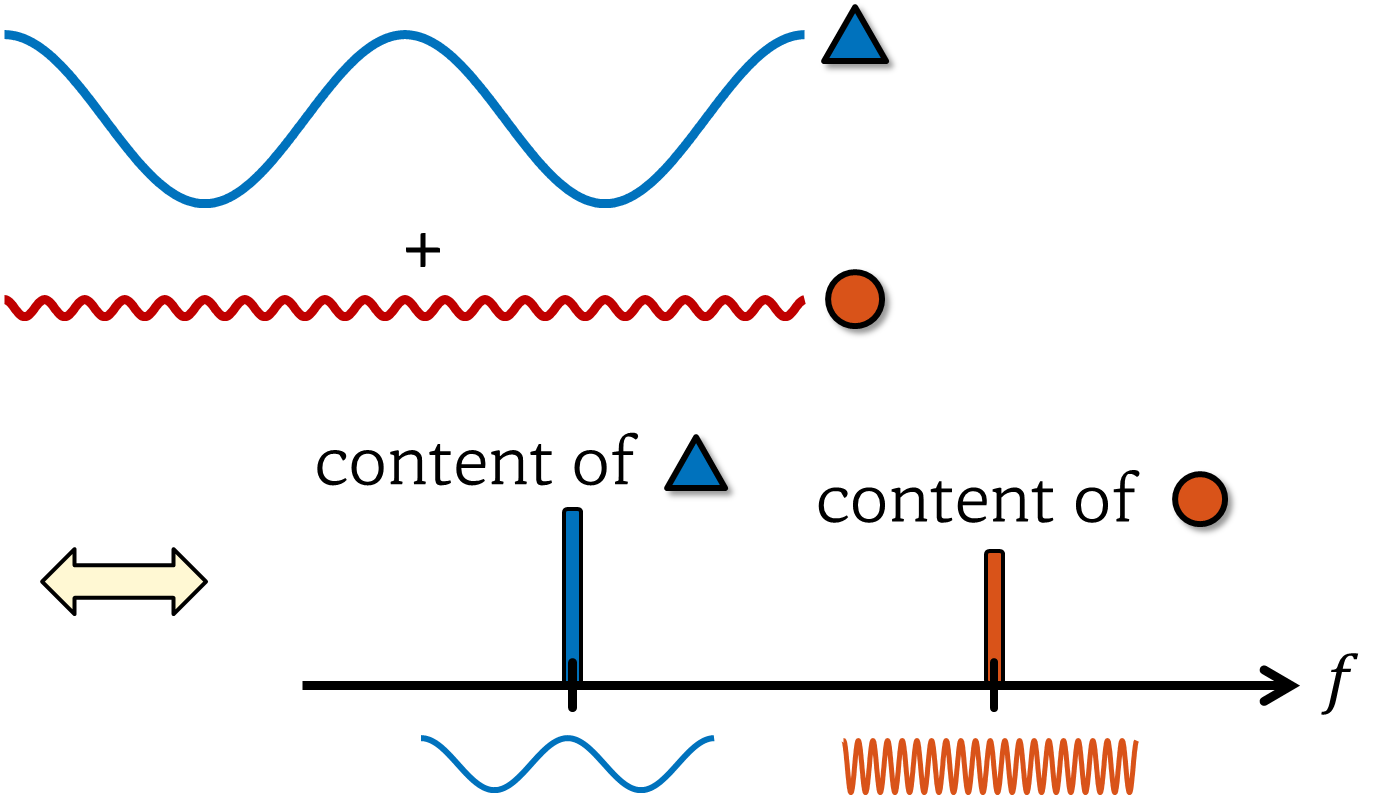 +
content of
content of
f